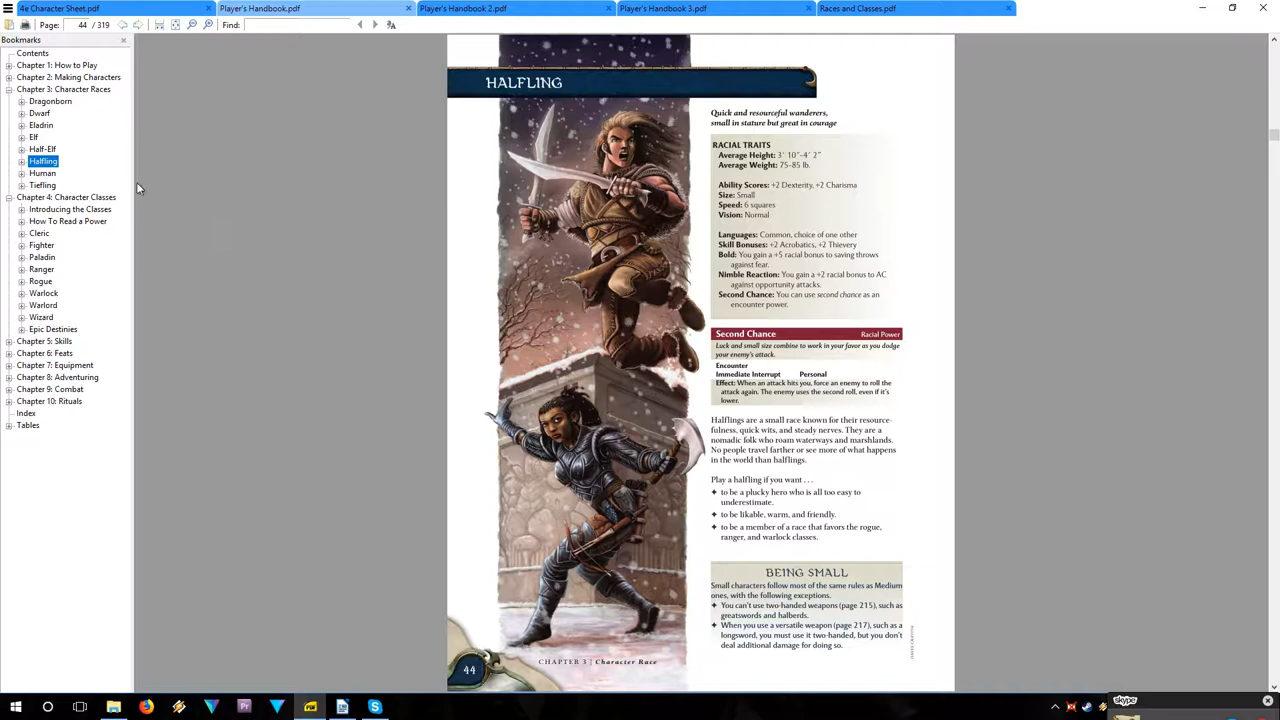 4e Character Sheet.pdf
Player's Handbook.pdf
Player's Handbook 2.pdf
Player's Handbook 3.pdf
Races and Classes.pdf
Page: 44 / 319
Find:
Bookmarks
Contents
Chapter 1: How to Play
Chapter 2: Making Characters
Chapter 3: Character Races
Dragonborn
Dwarf
Eladrin
Elf
Half-Elf
Halfling
Human
Tiefling
Chapter 4: Character Classes
Introducing the Classes
How To Read a Power
Cleric
Fighter
Paladin
Ranger
Rogue
Warlock
Warlord
Wizard
Epic Destinies
Chapter 5: Skills
Chapter 6: Feats
Chapter 7: Equipment
Chapter 8: Adventuring
Chapter 9: Combat
Chapter 10: Rituals
Index
Tables
HALFLING
Quick and resourceful wanderers,
small in stature but great in courage
RACIAL TRAITS
Average Height: 3´ 10˝-4´ 2˝
Average Weight: 75-85 lb.
Ability Scores: +2 Dexterity, +2 Charisma
Size: Small
Speed: 6 squares
Vision: Normal
Languages: Common, choice of one other
Skill Bonuses: +2 Acrobatics, +2 Thievery
Bold: You gain a +5 racial bonus to saving throws
against fear.
Nimble Reaction: You gain a +2 racial bonus to AC
against opportunity attacks.
Second Chance: You can use second chance as an
encounter power.
Second Chance Racial Power
Luck and small size combine to work in your favor as you dodge
your enemy's attack.
Encounter
Immediate Interrupt Personal
Effect: When an attack hits you, force an enemy to roll the
attack again. The enemy uses the second roll, even if it's
lower.
Halflings are a small race known for their resource-
fulness, quick wits, and steady nerves. They are a
nomadic folk who roam waterways and marshlands.
No people travel farther or see more of what happens
in the world than halflings.
Play a halfling if you want . . .
✦ to be a plucky hero who is all too easy to
underestimate.
✦ to be likable, warm, and friendly.
✦ to be a member of a race that favors the rogue,
ranger, and warlock classes.
BEING SMALL
Small characters follow most of the same rules as Medium
ones, with the following exceptions.
✦ You can't use two-handed weapons (page 215), such as
greatswords and halberds.
✦ When you use a versatile weapon (page 217), such as a
longsword, you must use it two-handed, but you don't
deal additional damage for doing so.
44
CHAPTER 3 | Character Race
skype